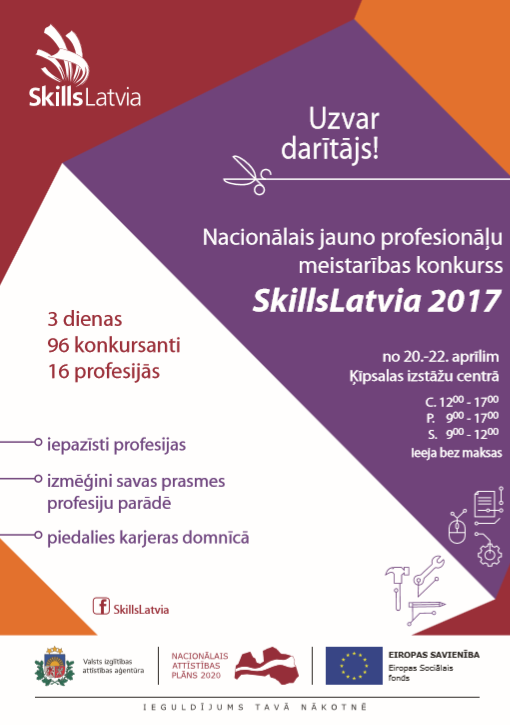 SkillsLatvia
Uzvar
darītājs!
Nacionālais jauno profesionāļu
meistarības konkurss
SkillsLatvia 2017
3 dienas
96 konkursanti
16 profesijās
no 20.-22. aprīlim
Ķīpsalas izstāžu centrā
C. 12⁰⁰ - 17⁰⁰
P. 9⁰⁰ - 17⁰⁰
S. 9⁰⁰ - 12⁰⁰
Ieeja bez maksas
iepazīsti profesijas
izmēģini savas prasmes
profesiju parādē
piedalies karjeras domnīcā
f SkillsLatvia
Valsts izglītības
attīstības aģentūra
NACIONĀLAIS
ATTĪSTĪBAS
PLĀNS 2020
EIROPAS SAVIENĪBA
Eiropas Sociālais
fonds
IEGULDĪJUMS TAVĀ NĀKOTNĒ